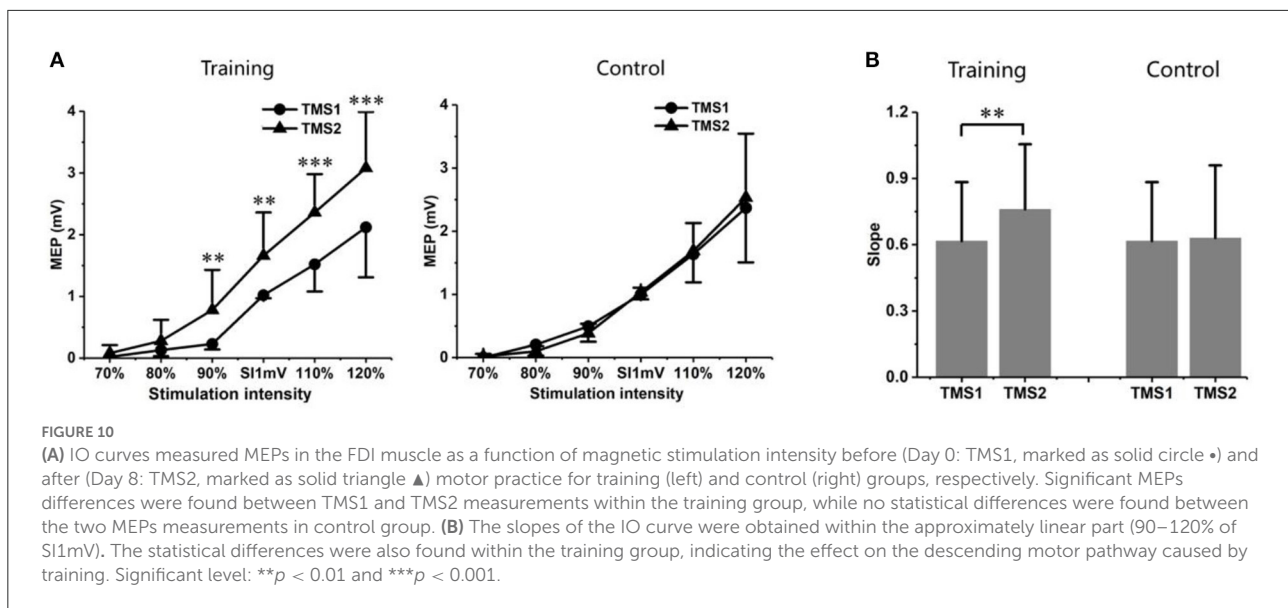 A
Training
Control
B
Training
Control
TMS1
TMS2
***
***
**
**
MEP (mV)
4
3
2
1
0
70% 80% 90% SI1mV 110% 120%
Stimulation intensity
TMS1
TMS2
MEP (mV)
4
3
2
1
0
70% 80% 90% SI1mV 110% 120%
Stimulation intensity
**
Slope
1.2
0.9
0.6
0.3
0.0
TMS1 TMS2 TMS1 TMS2
FIGURE 10
(A) IO curves measured MEPs in the FDI muscle as a function of magnetic stimulation intensity before (Day 0: TMS1, marked as solid circle •) and
after (Day 8: TMS2, marked as solid triangle ▲) motor practice for training (left) and control (right) groups, respectively. Significant MEPs
differences were found between TMS1 and TMS2 measurements within the training group, while no statistical differences were found between
the two MEPs measurements in control group. (B) The slopes of the IO curve were obtained within the approximately linear part (90–120% of
SI1mV). The statistical differences were also found within the training group, indicating the effect on the descending motor pathway caused by
training. Significant level: **p < 0.01 and ***p < 0.001.